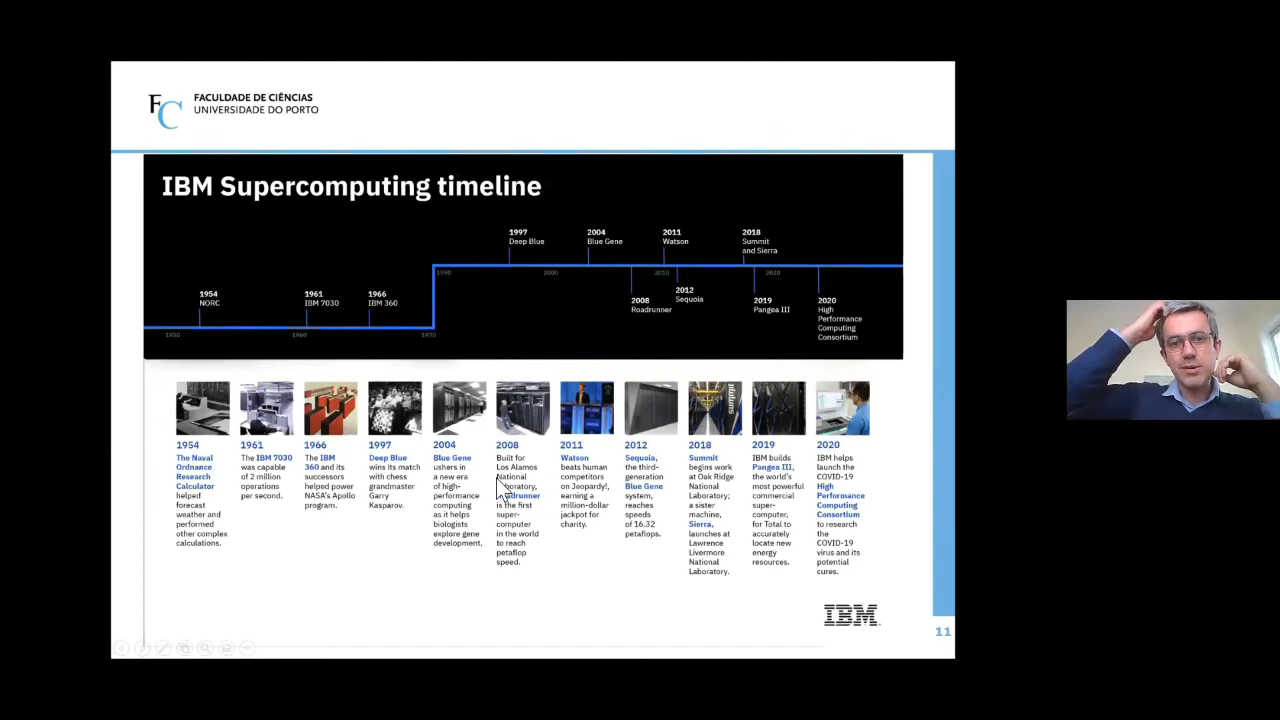 FC
FACULDADE DE CIÊNCIAS
UNIVERSIDADE DO PORTO
IBM Supercomputing timeline
1997
Deep Blue
2004
Blue Gene
2011
Watson
2018
Summit
and Sierra
1990
2000
2010
2020
1954
NORC
1961
IBM 7030
1966
IBM 360
2008
Roadrunner
2012
Sequoia
2019
Pangea III
2020
High
Performance
Computing
Consortium
1950
1960
1970
1954
The Naval
Ordnance
Research
Calculator
helped
forecast
weather and
performed
other complex
calculations.
1961
The IBM 7030
was capable
of 2 million
operations
per second.
1966
The IBM
360 and its
successors
helped power
NASA's Apollo
program.
1997
Deep Blue
wins its match
with chess
grandmaster
Garry
Kasparov.
2004
Blue Gene
ushers in
a new era
of high-
performance
computing
as it helps
biologists
explore gene
development.
2008
Built for
Los Alamos
National
is the first
super-
computer
in the world
to reach
petaflop
speed.
2011
Watson
beats human
competitors
on Jeopardy!,
earning a
million-dollar
jackpot for
charity.
2012
Sequoia,
the third-
generation
Blue Gene
system,
reaches
speeds
of 16.32
petaflops.
2018
Summit
begins work
at Oak Ridge
National
Laboratory;
a sister
machine,
Sierra,
launches at
Lawrence
Livermore
National
Laboratory.
2019
IBM builds
Pangea III,
the world's
most powerful
commercial
super-
computer,
for Total to
accurately
locate new
energy
resources.
2020
IBM helps
launch the
COVID-19
High
Performance
Computing
Consortium
to research
the
COVID-19
virus and its
potential
cures.
IBM
11